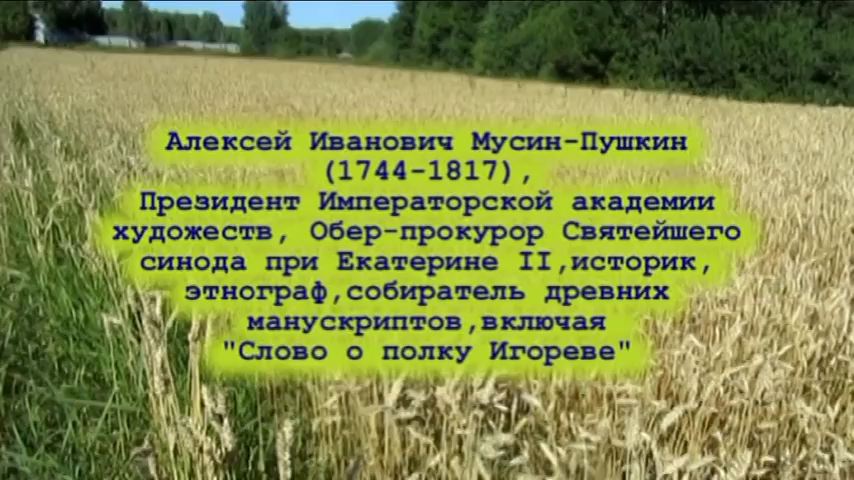 Алексей Иванович Мусин-Пушкин
(1744-1817),
Президент Императорской академии
художеств, Обер-прокурор Святейшего
синода при Екатерине II,историк,
этнограф,собиратель древних
манускриптов,включая
"Слово о полку Игореве"